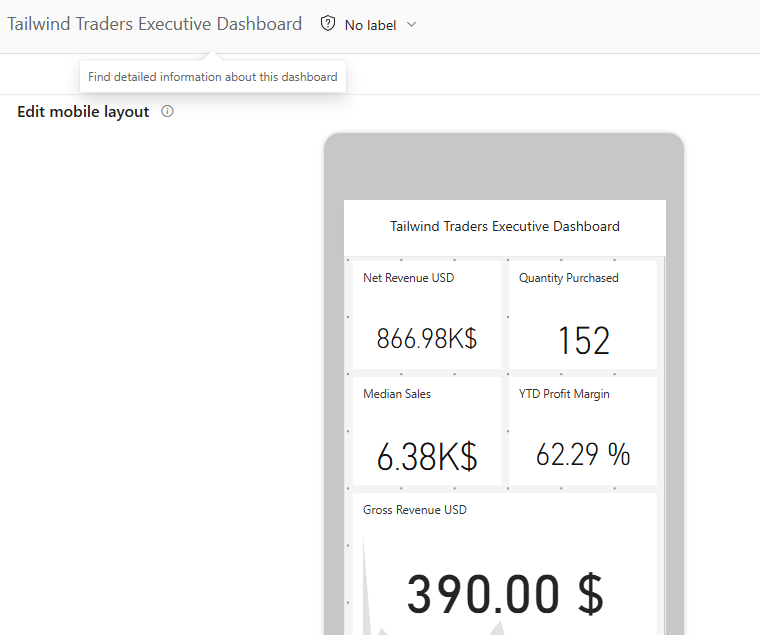 Tailwind Traders Executive Dashboard No label
Find detailed information about this dashboard
Edit mobile layout
Tailwind Traders Executive Dashboard
Net Revenue USD Quantity Purchased
866.98K$ 152
Median Sales YTD Profit Margin
6.38K$ 62.29 %
Gross Revenue USD
390.00 $